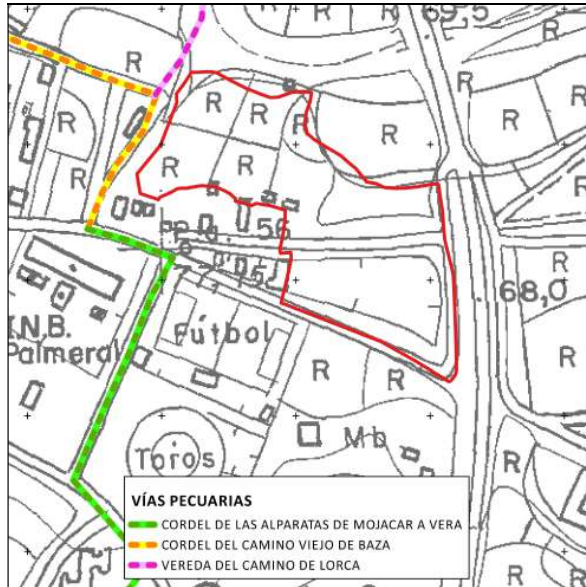 69,5
R
R
R
R
R
R
R
R
R
R
R
R
P.
56
5
68,0
R
I.N.B.
Palmeral
Fútbol
R
R
R
Mb
Toros
R
VÍAS PECUARIAS
CORDEL DE LAS ALPARATAS DE MOJACAR A VERA
CORDEL DEL CAMINO VIEJO DE BAZA
VEREDA DEL CAMINO DE LORCA